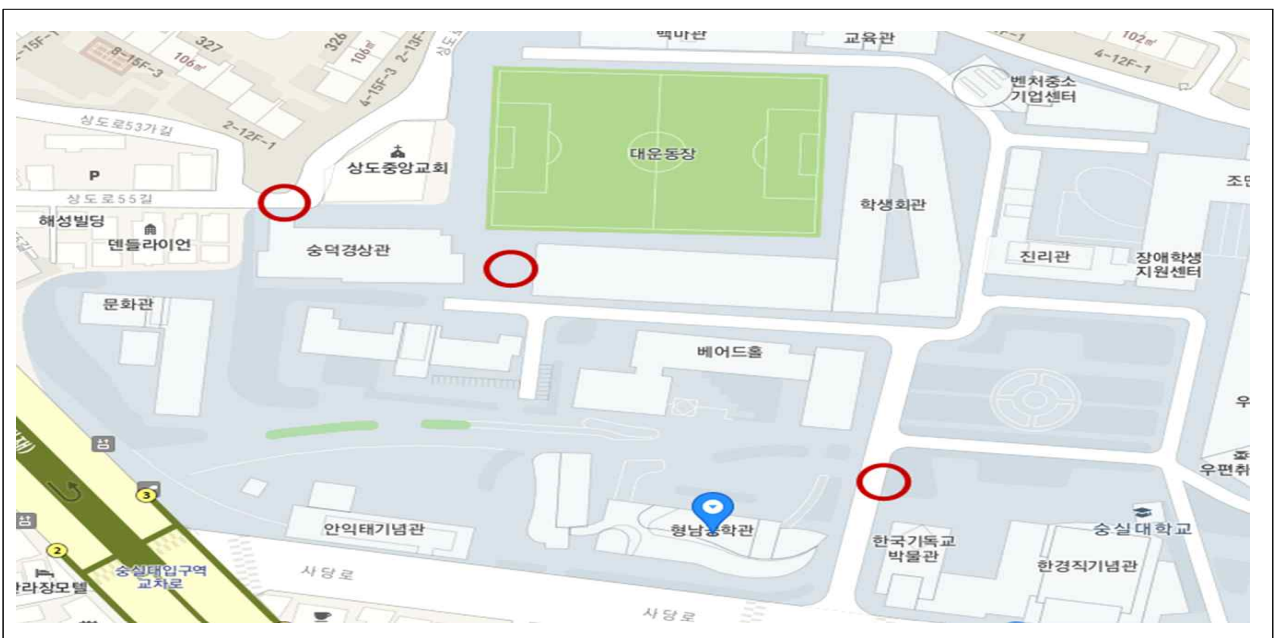 백마관
교육관
327
326
106㎡
106㎡
8-15F-3
2-13F-1
4-15F-3
2-12F-1
102㎡
4-12F-1
벤처중소
기업센터
상도로53가길
P
상도중앙교회
대운동장
상도로55길
해성빌딩
덴들라이언
학생회관
숭덕경상관
진리관
장애학생
지원센터
문화관
베어드홀
3
안익태기념관
형남공학관
숭실대학교
한국기독교
박물관
한경직기념관
2
숭실대입구역
교차로
사당로
사당로